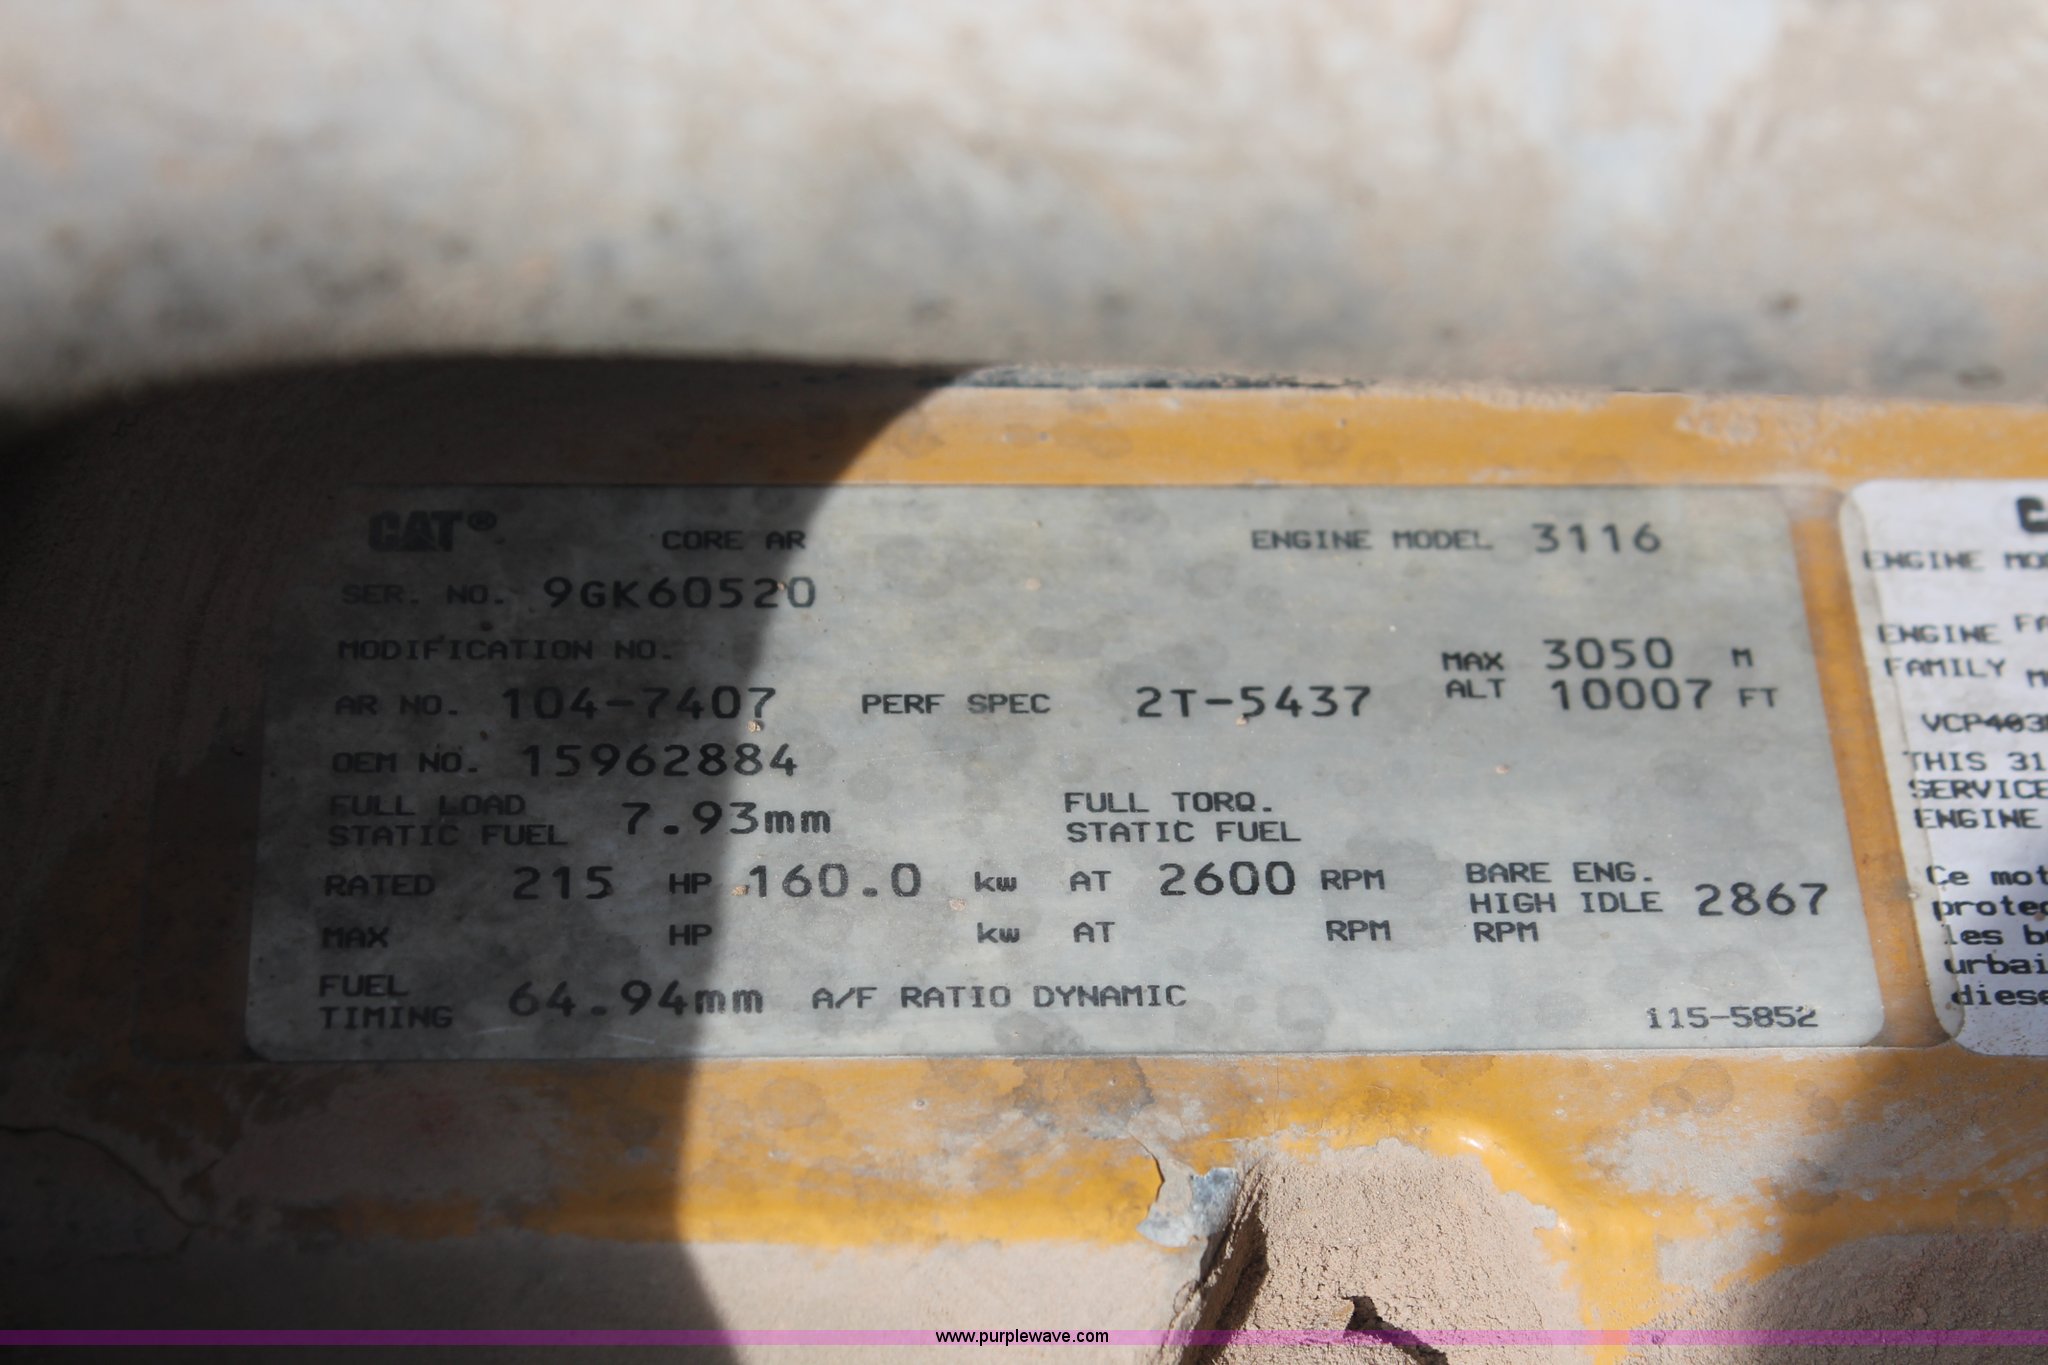 CAT® CORE AR ENGINE MODEL 3116
SER. NO. 9GK60520
MODIFICATION NO.
MAX 3050 M
AR NO. 104-7407 PERF SPEC 2T-5437 ALT 10007 FT
OEM NO. 15962884
FULL LOAD 7.93mm FULL TORQ.
STATIC FUEL STATIC FUEL
RATED 215 HP 160.0 kw AT 2600 RPM BARE ENG.
HIGH IDLE 2867
MAX HP kw AT RPM RPM
FUEL
TIMING 64.94mm A/F RATIO DYNAMIC
115-5852
ENGINE
ENGINE
FAMILY
THIS 31
SERVICE
ENGINE
Ce
les
www.purplewave.com